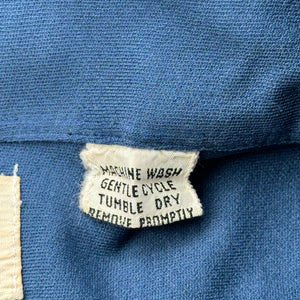 MACHINE WASH
GENTLE CYCLE
TUMBLE DRY
REMOVE PROMPTLY